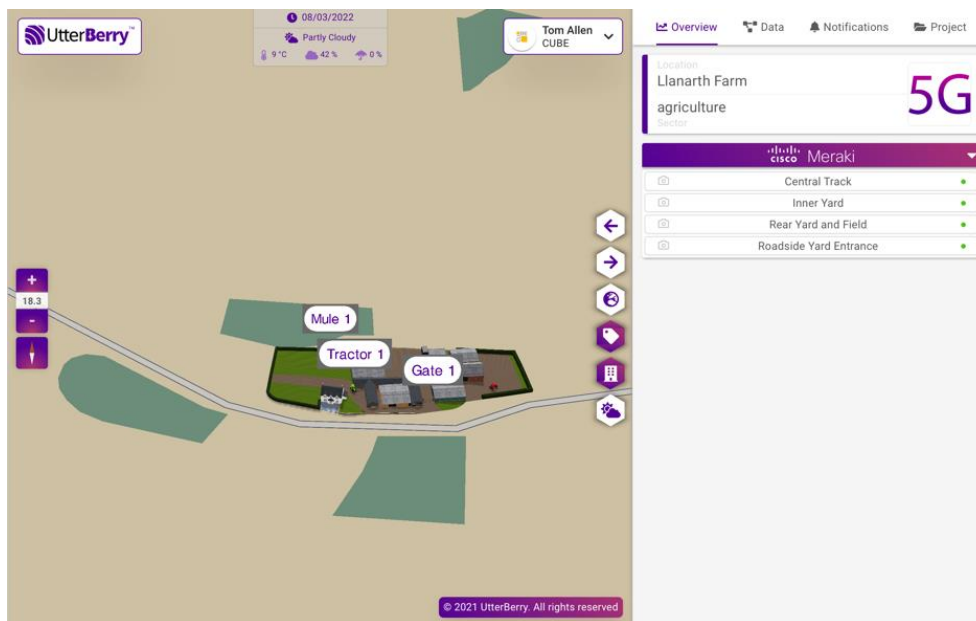 UtterBerry™
08/03/2022
Partly Cloudy
9 °C 42 % 0 %
Tom Allen
CUBE
+
18.3
-
Mule 1
Tractor 1
Gate 1
© 2021 UtterBerry. All rights reserved
Overview Data Notifications Project
Location
Llanarth Farm
agriculture
Sector
5G
cisco Meraki
Central Track
Inner Yard
Rear Yard and Field
Roadside Yard Entrance